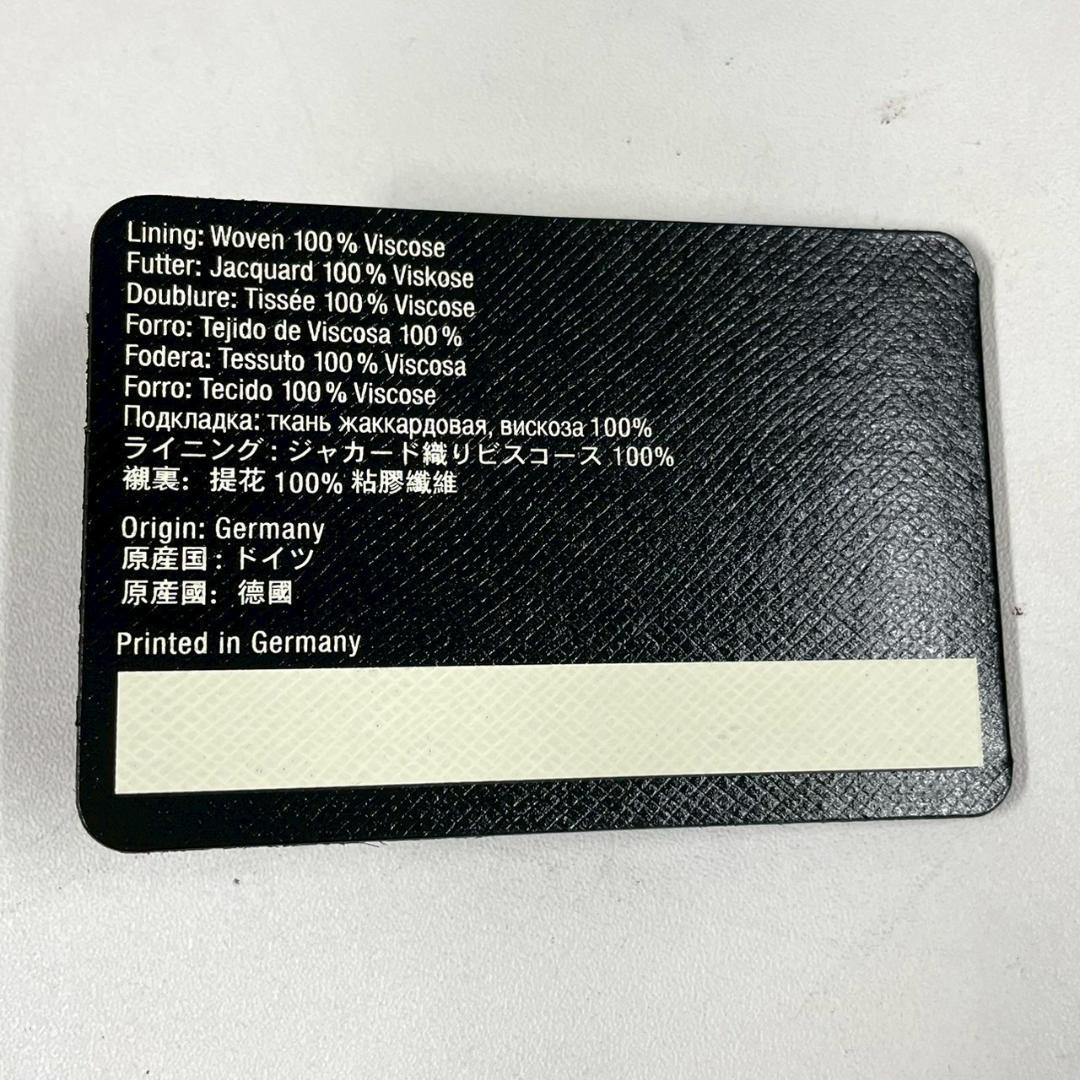 Lining: Woven 100 % Viscose
Futter: Jacquard 100 % Viskose
Doublure: Tissée 100 % Viscose
Forro: Tejido de Viscosa 100 %
Fodera: Tessuto 100 % Viscosa
Forro: Tecido 100 % Viscose
Подкладка: ткань жаккардовая, вискоза 100%
ライニング : ジャカード織りビスコース 100%
襯裏: 提花 100% 粘膠纖維
Origin: Germany
原産国 : ドイツ
原産國: 德國
Printed in Germany